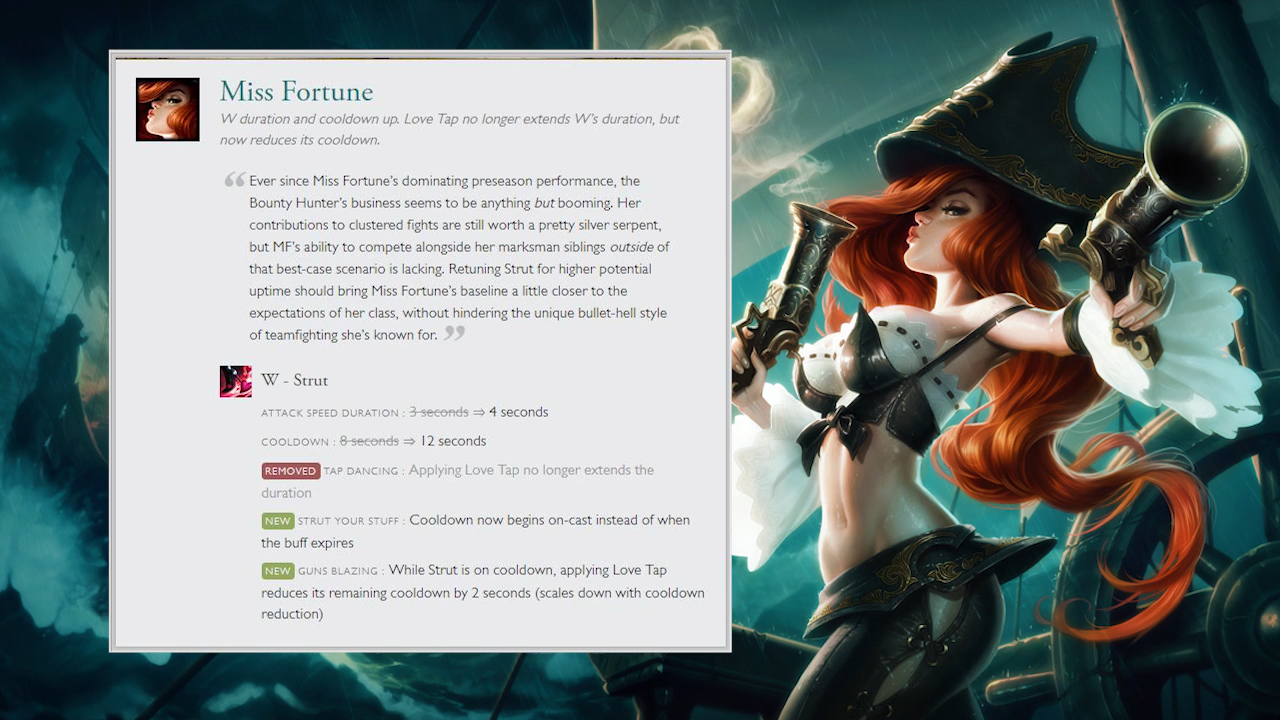 Miss Fortune
W duration and cooldown up. Love Tap no longer extends W's duration, but
now reduces its cooldown.
“ Ever since Miss Fortune's dominating preseason performance, the
Bounty Hunter's business seems to be anything but booming. Her
contributions to clustered fights are still worth a pretty silver serpent,
but MF's ability to compete alongside her marksman siblings outside of
that best-case scenario is lacking. Retuning Strut for higher potential
uptime should bring Miss Fortune's baseline a little closer to the
expectations of her class, without hindering the unique bullet-hell style
of teamfighting she's known for. ”
W - Strut
ATTACK SPEED DURATION : 3 seconds ⇒ 4 seconds
COOLDOWN : 8 seconds ⇒ 12 seconds
REMOVED TAP DANCING : Applying Love Tap no longer extends the
duration
NEW STRUT YOUR STUFF : Cooldown now begins on-cast instead of when
the buff expires
NEW GUNS BLAZING : While Strut is on cooldown, applying Love Tap
reduces its remaining cooldown by 2 seconds (scales down with cooldown
reduction)